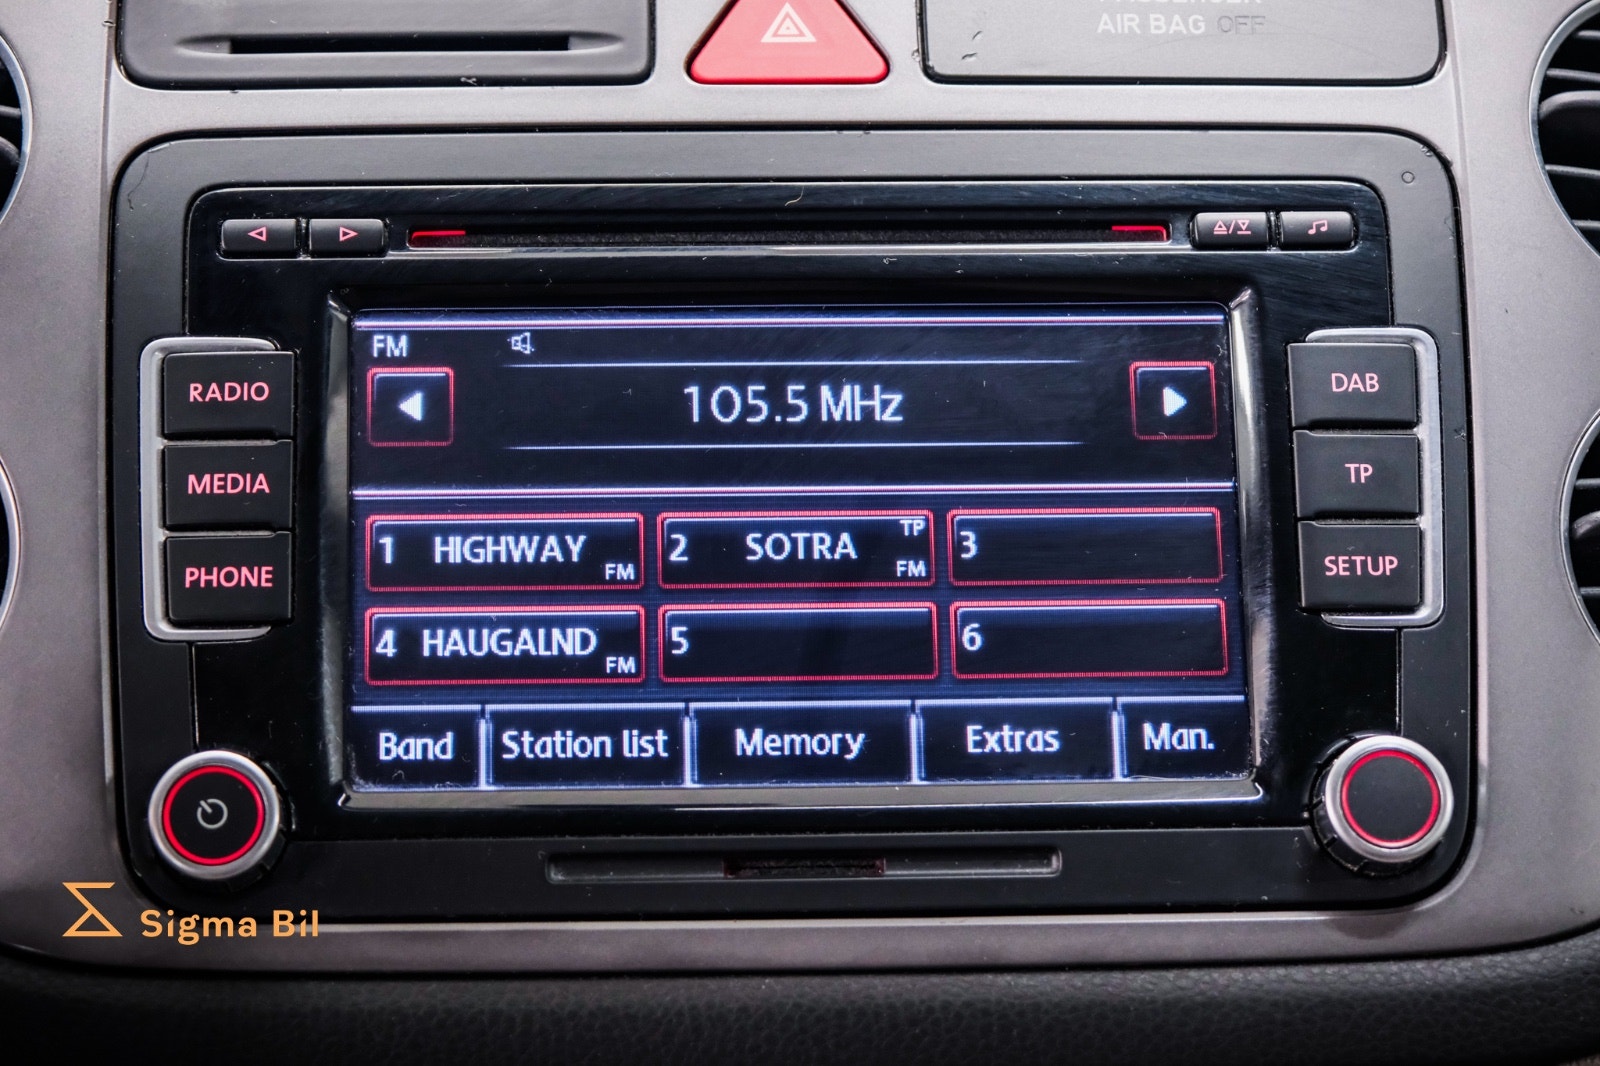 AIR BAG OFF
FM
105.5 MHz
RADIO
MEDIA
PHONE
DAB
TP
SETUP
1 HIGHWAY FM
2 SOTRA TP FM
3
4 HAUGALND FM
5
6
Band
Station list
Memory
Extras
Man.
Sigma Bil